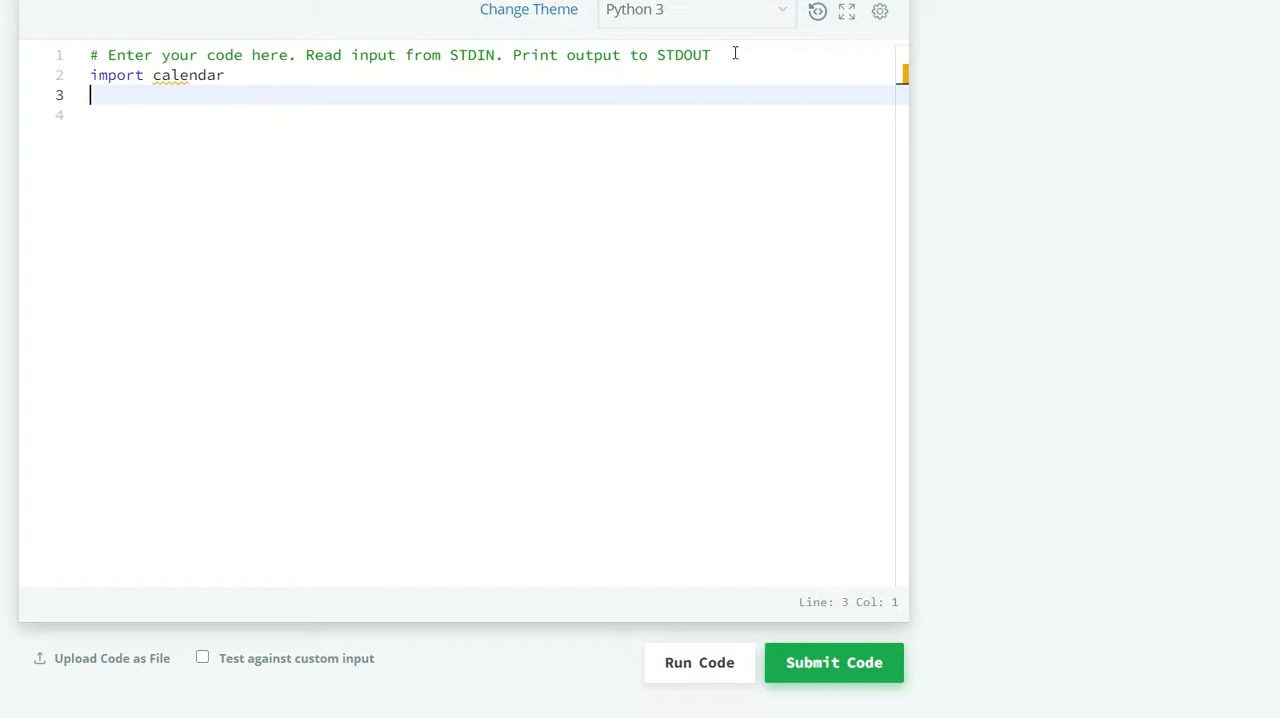 Change Theme Python 3
1 # Enter your code here. Read input from STDIN. Print output to STDOUT
2 import calendar
3
4
Line: 3 Col: 1
Upload Code as File Test against custom input Run Code Submit Code